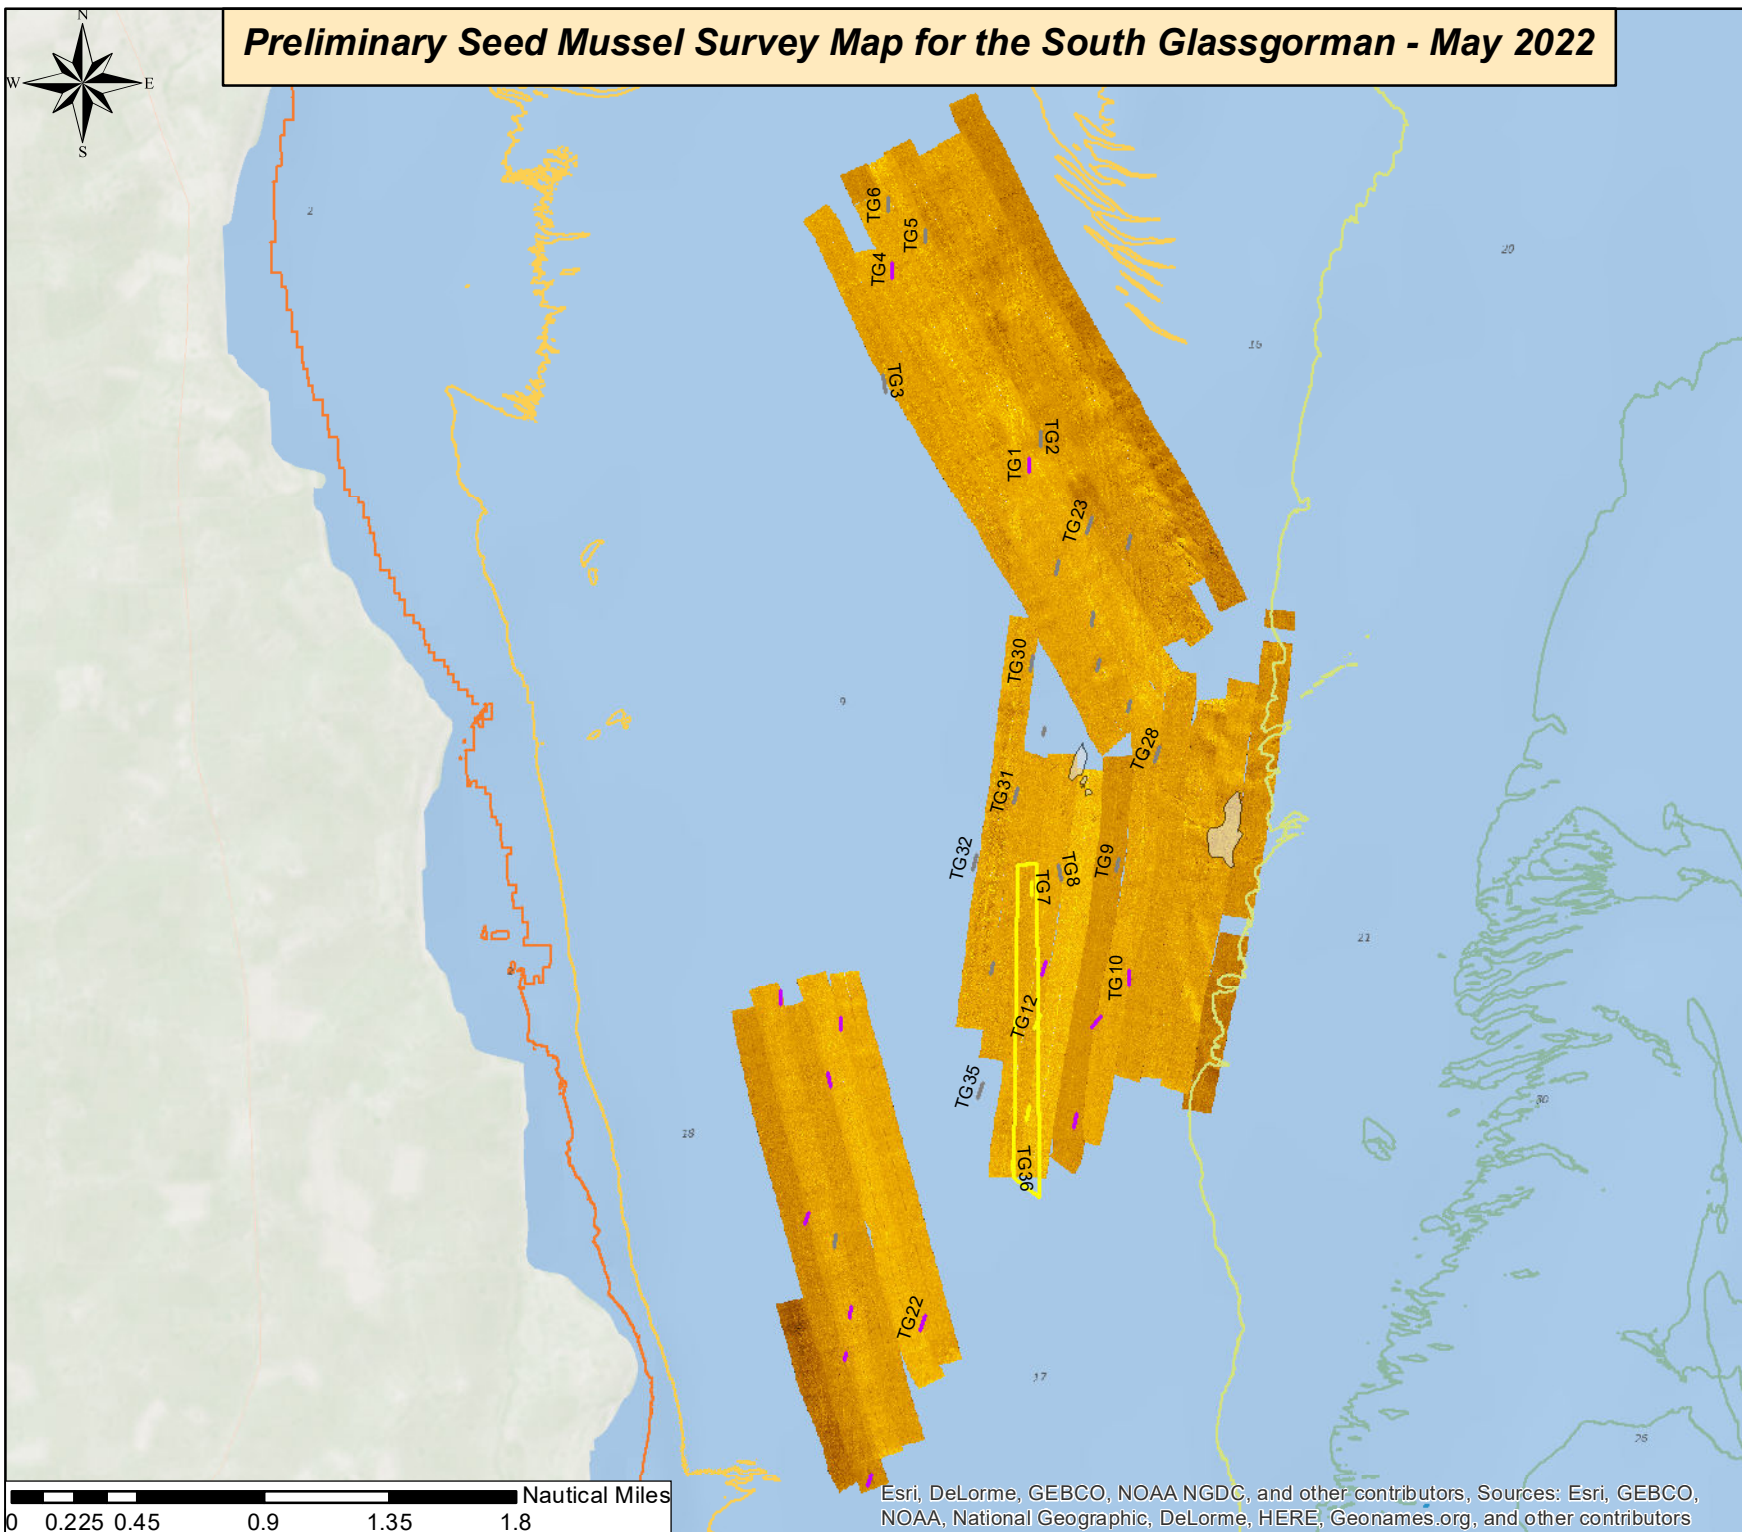 Preliminary Seed Mussel Survey Map for the South Glassgorman - May 2022
N
W
E
S
TG6
TG5
TG4
TG3
TG2
TG1
TG23
TG30
TG28
TG31
TG32
TG8
TG9
TG7
TG10
TG12
TG35
TG36
TG22
2
20
19
9
21
30
18
17
26
Nautical Miles
0 0.225 0.45 0.9 1.35 1.8
Esri, DeLorme, GEBCO, NOAA NGDC, and other contributors, Sources: Esri, GEBCO,
NOAA, National Geographic, DeLorme, HERE, Geonames.org, and other contributors